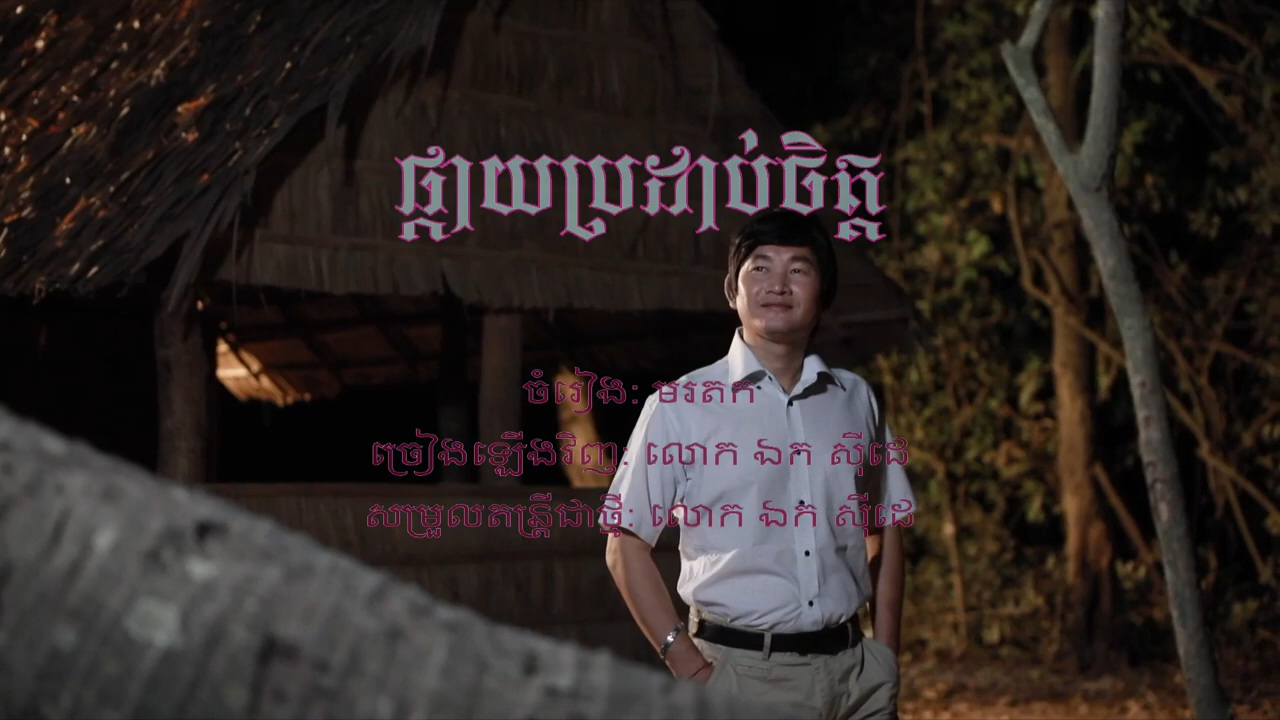 ផ្កាយប្រដាប់ចិត្ត
ចំរៀង: មរតក
ច្រៀងឡើងវិញ: លោក ឯក ស៊ីដេ
សម្រួលតន្ត្រីជាថ្មី: លោក ឯក ស៊ីដេ